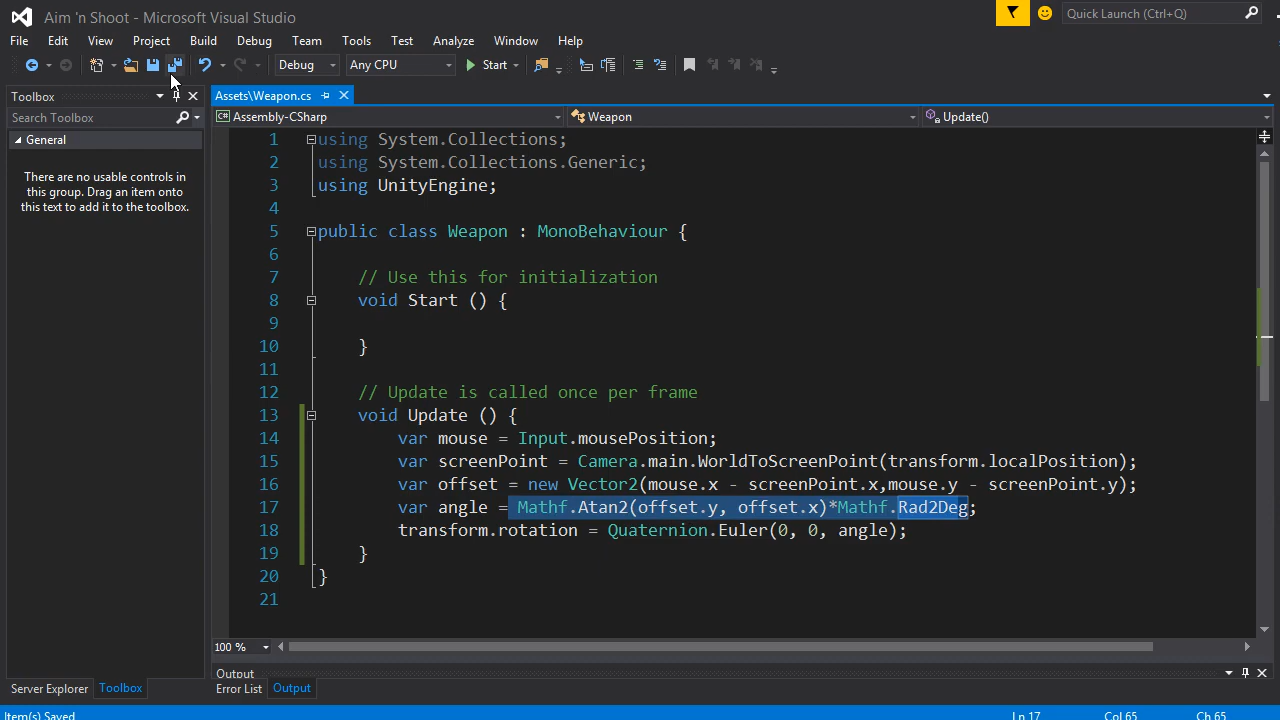 Aim 'n Shoot - Microsoft Visual Studio
Quick Launch (Ctrl+Q)
File Edit View Project Build Debug Team Tools Test Analyze Window Help
Debug Any CPU Start
Toolbox
Assets\Weapon.cs
Search Toolbox
Assembly-CSharp
Weapon
Update()
General
There are no usable controls in
this group. Drag an item onto
this text to add it to the toolbox.
1 using System.Collections;
2 using System.Collections.Generic;
3 using UnityEngine;
4
5 public class Weapon : MonoBehaviour {
6
7 // Use this for initialization
8 void Start () {
9
10 }
11
12 // Update is called once per frame
13 void Update () {
14 var mouse = Input.mousePosition;
15 var screenPoint = Camera.main.WorldToScreenPoint(transform.localPosition);
16 var offset = new Vector2(mouse.x - screenPoint.x,mouse.y - screenPoint.y);
17 var angle = Mathf.Atan2(offset.y, offset.x)*Mathf.Rad2Deg;
18 transform.rotation = Quaternion.Euler(0, 0, angle);
19 }
20 }
21
100 %
Output
Server Explorer Toolbox
Error List Output
Item(s) Saved
Ln 17 Col 65 Ch 65